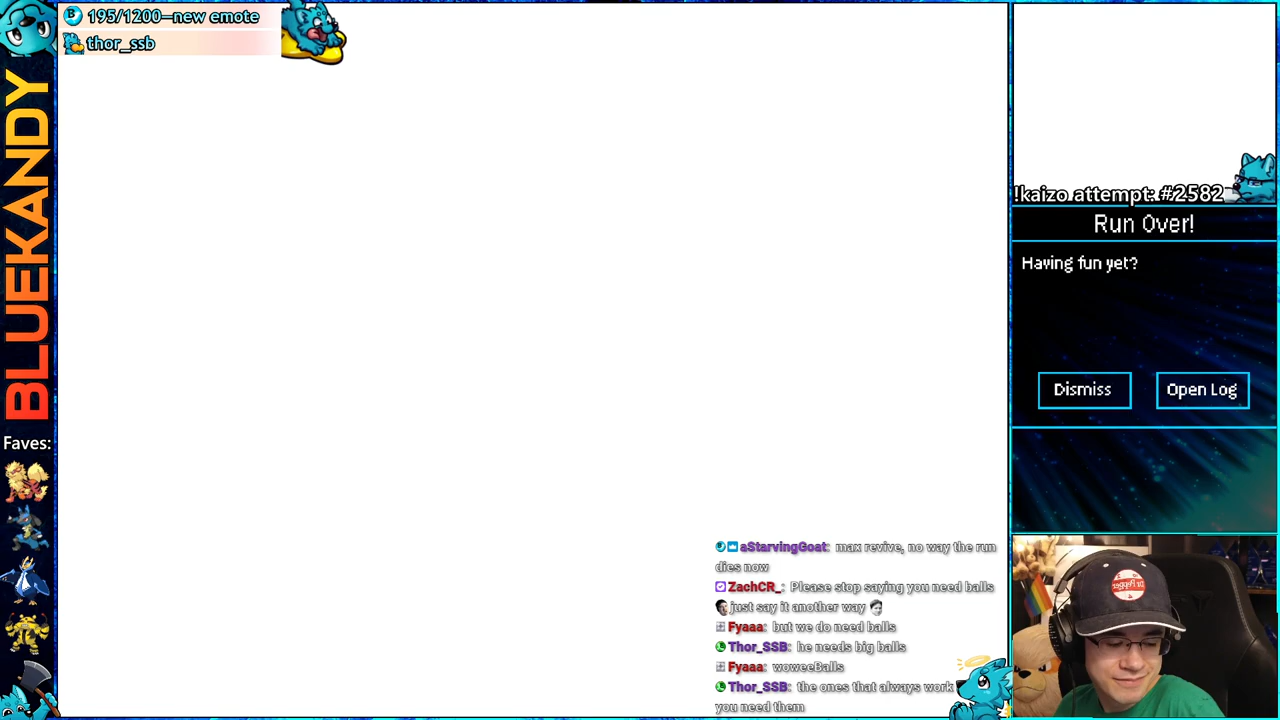 195/1200—new emote
thor_ssb
BLUEKANDY
Faves:
!kaizo attempt: #2582
Run Over!
Having fun yet?
Dismiss
Open Log
aStarvingGoat: max revive, no way the run
dies now
ZachCR_: Please stop saying you need balls
just say it another way
Fyaaa: but we do need balls
Thor_SSB: he needs big balls
Fyaaa: woweeBalls
Thor_SSB: the ones that always work
you need them
Dr Pepper